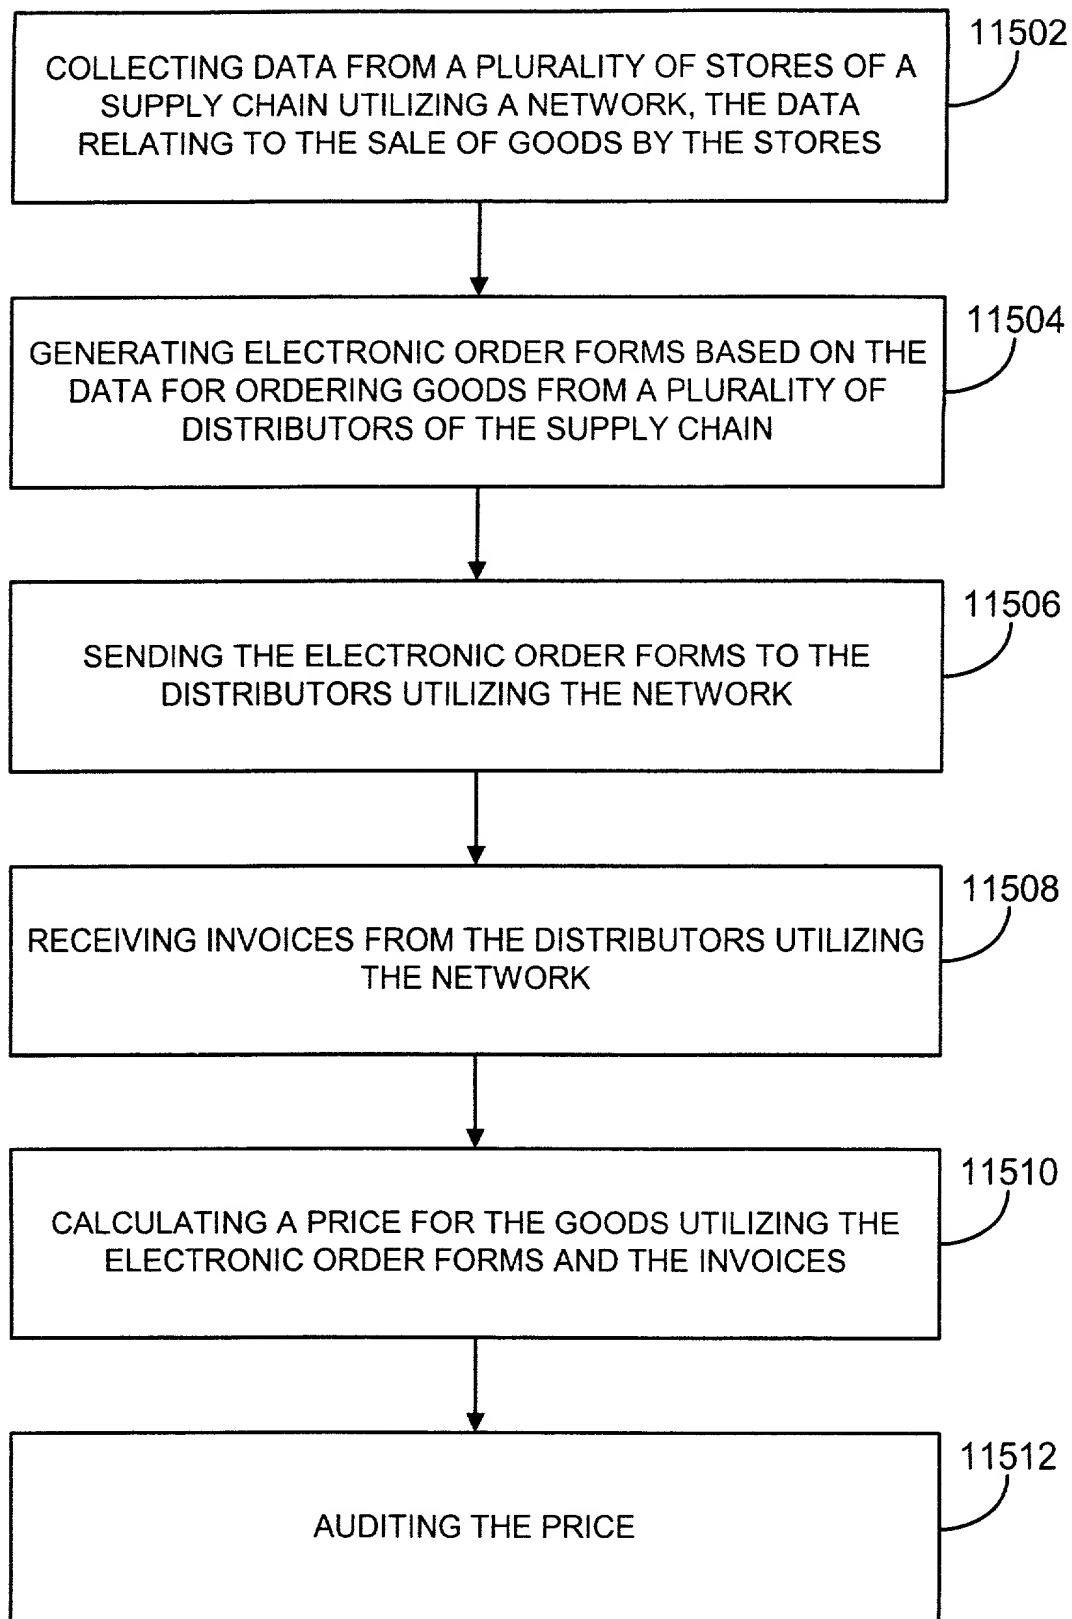 11502
COLLECTING DATA FROM A PLURALITY OF STORES OF A
SUPPLY CHAIN UTILIZING A NETWORK, THE DATA
RELATING TO THE SALE OF GOODS BY THE STORES
11504
GENERATING ELECTRONIC ORDER FORMS BASED ON THE
DATA FOR ORDERING GOODS FROM A PLURALITY OF
DISTRIBUTORS OF THE SUPPLY CHAIN
11506
SENDING THE ELECTRONIC ORDER FORMS TO THE
DISTRIBUTORS UTILIZING THE NETWORK
11508
RECEIVING INVOICES FROM THE DISTRIBUTORS UTILIZING
THE NETWORK
11510
CALCULATING A PRICE FOR THE GOODS UTILIZING THE
ELECTRONIC ORDER FORMS AND THE INVOICES
11512
AUDITING THE PRICE